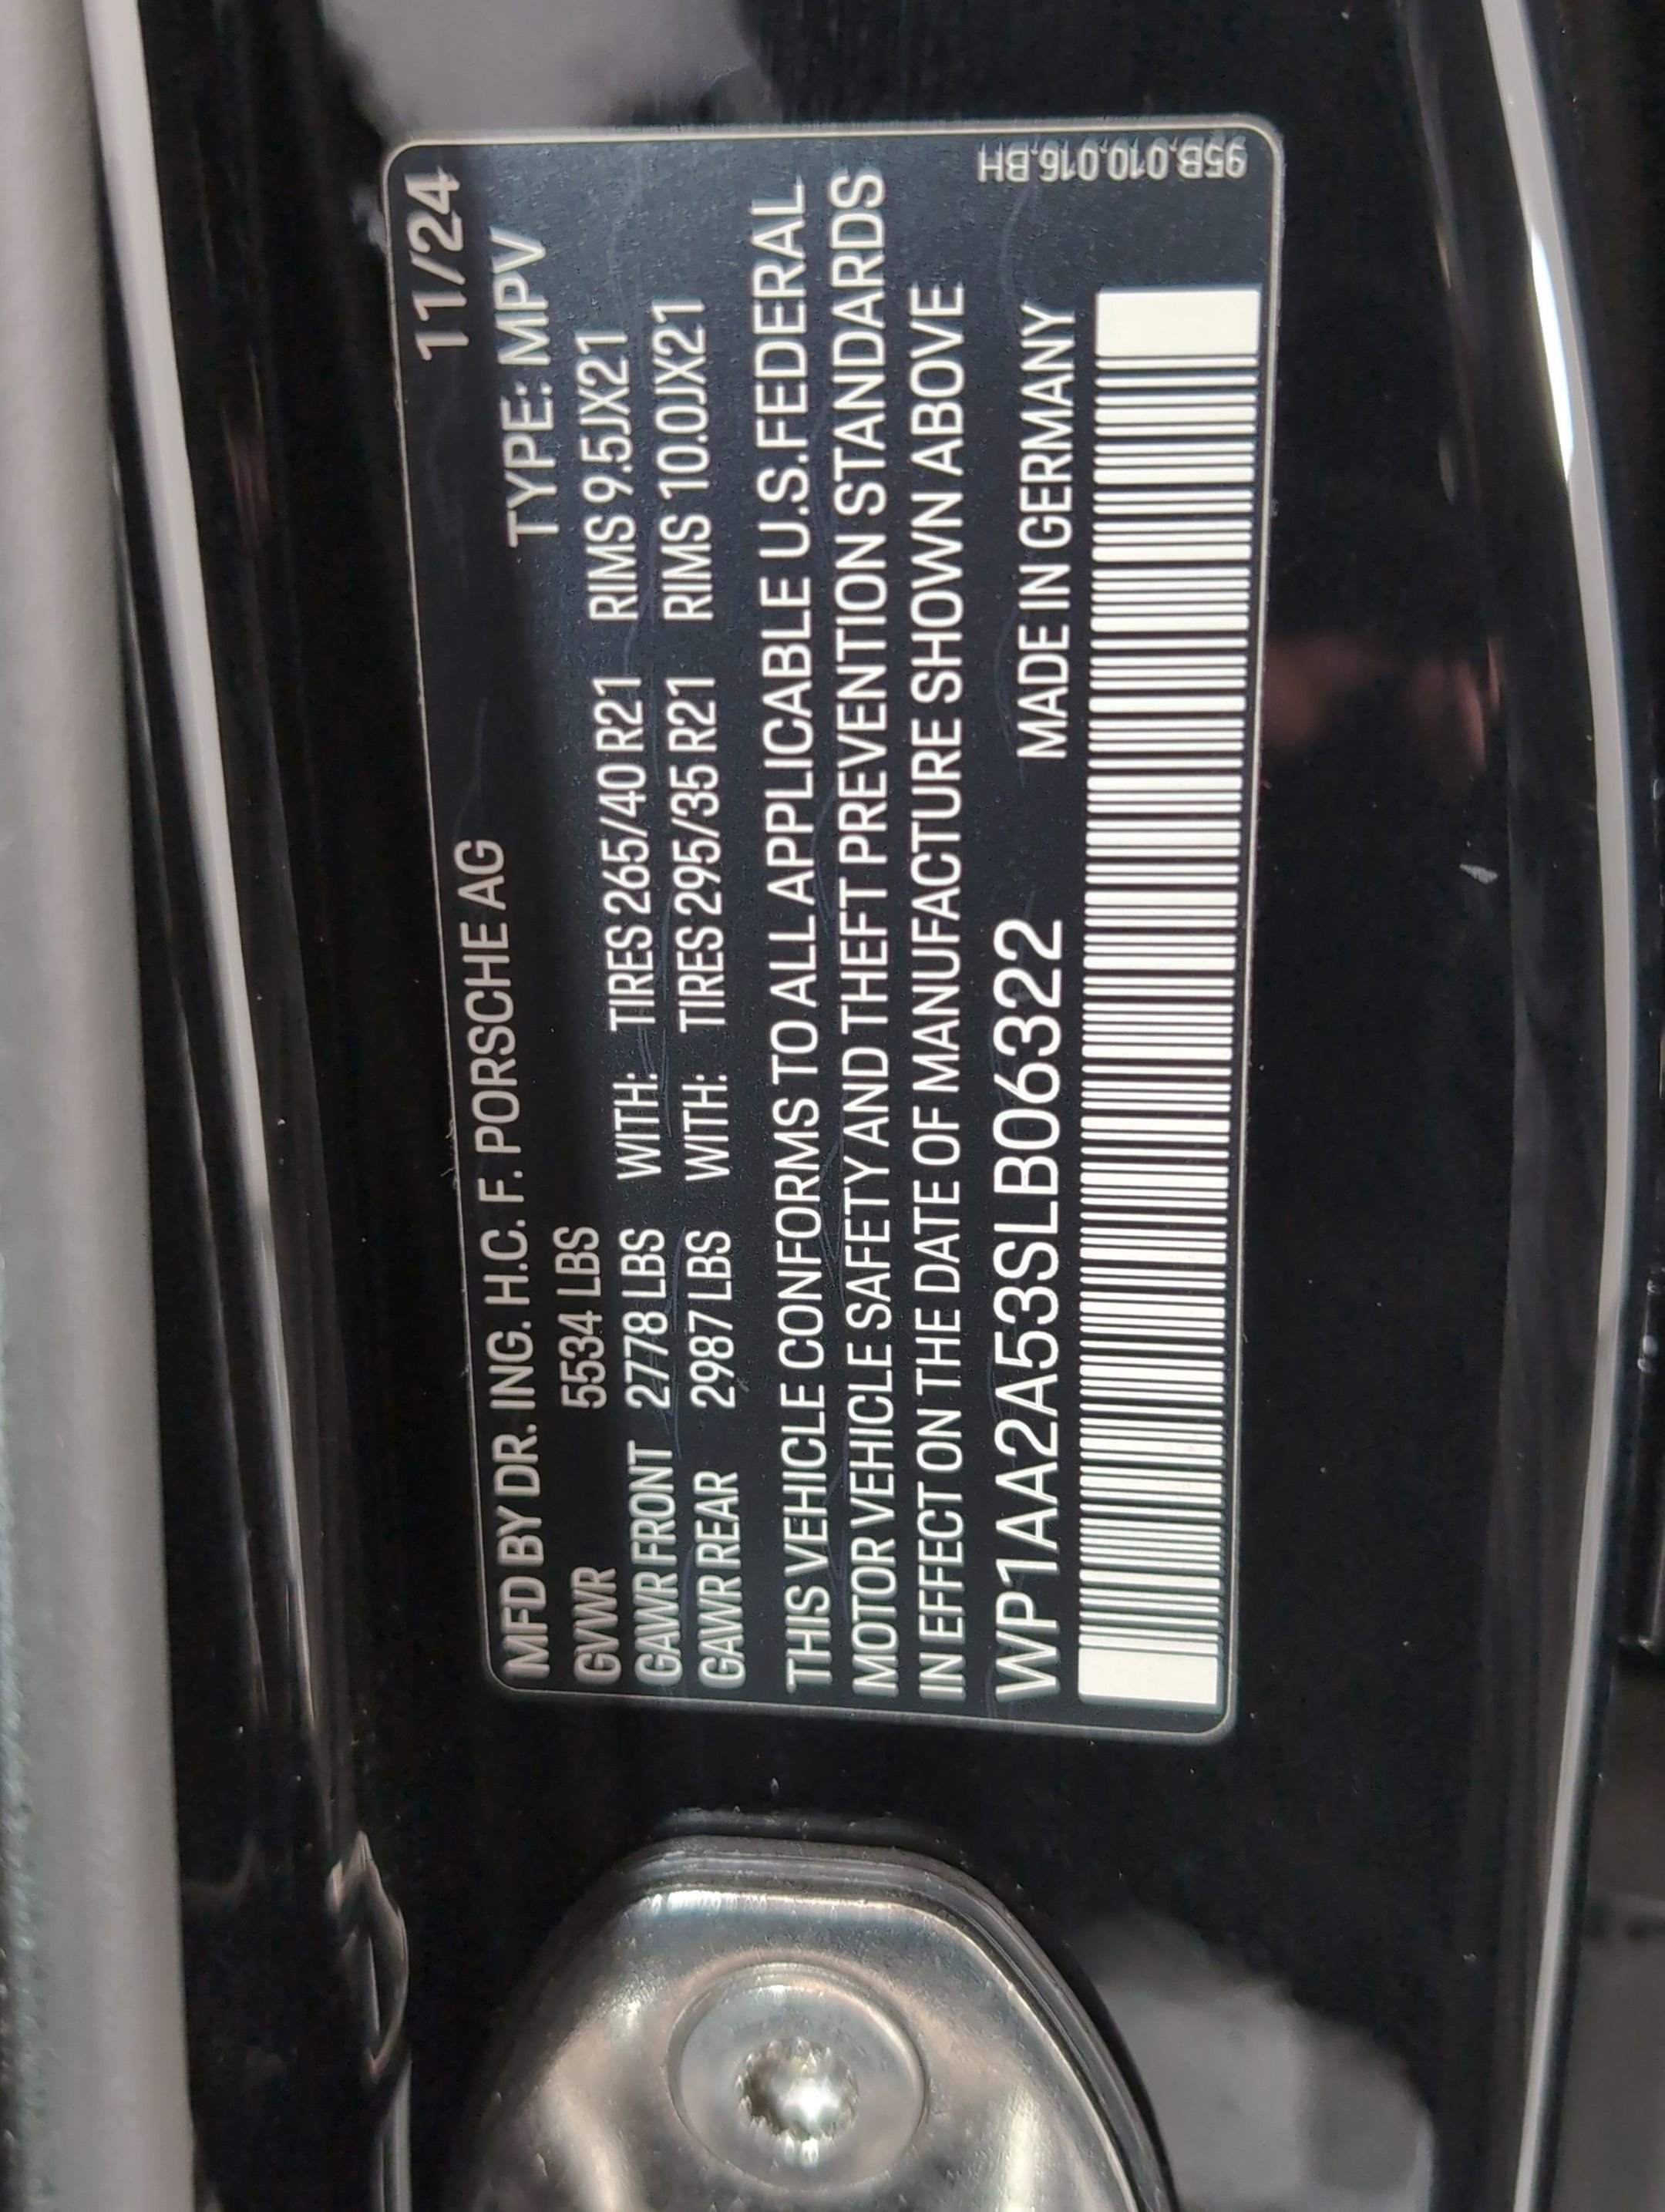 11/24
MFD BY DR. ING. H.C. F. PORSCHE AG TYPE: MPV
GVWR 5534 LBS
GAWR FRONT 2778 LBS WITH: TIRES 265/40 R21 RIMS 9.5JX21
GAWR REAR 2987 LBS WITH: TIRES 295/35 R21 RIMS 10.0JX21
THIS VEHICLE CONFORMS TO ALL APPLICABLE U.S.FEDERAL
MOTOR VEHICLE SAFETY AND THEFT PREVENTION STANDARDS
IN EFFECT ON THE DATE OF MANUFACTURE SHOWN ABOVE
WP1AA2A53SLB06322 MADE IN GERMANY
95B.010.016.BH